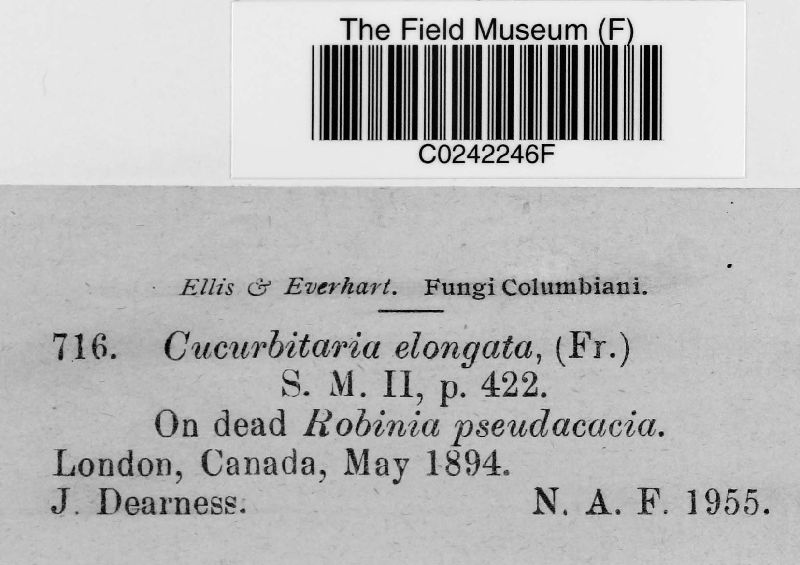 The Field Museum (F)
C0242246F
Ellis & Everhart. Fungi Columbiani.
716. Cucurbitaria elongata, (Fr.)
S. M. II, p. 422.
On dead Robinia pseudacacia.
London, Canada, May 1894.
J. Dearness. N. A. F. 1955.